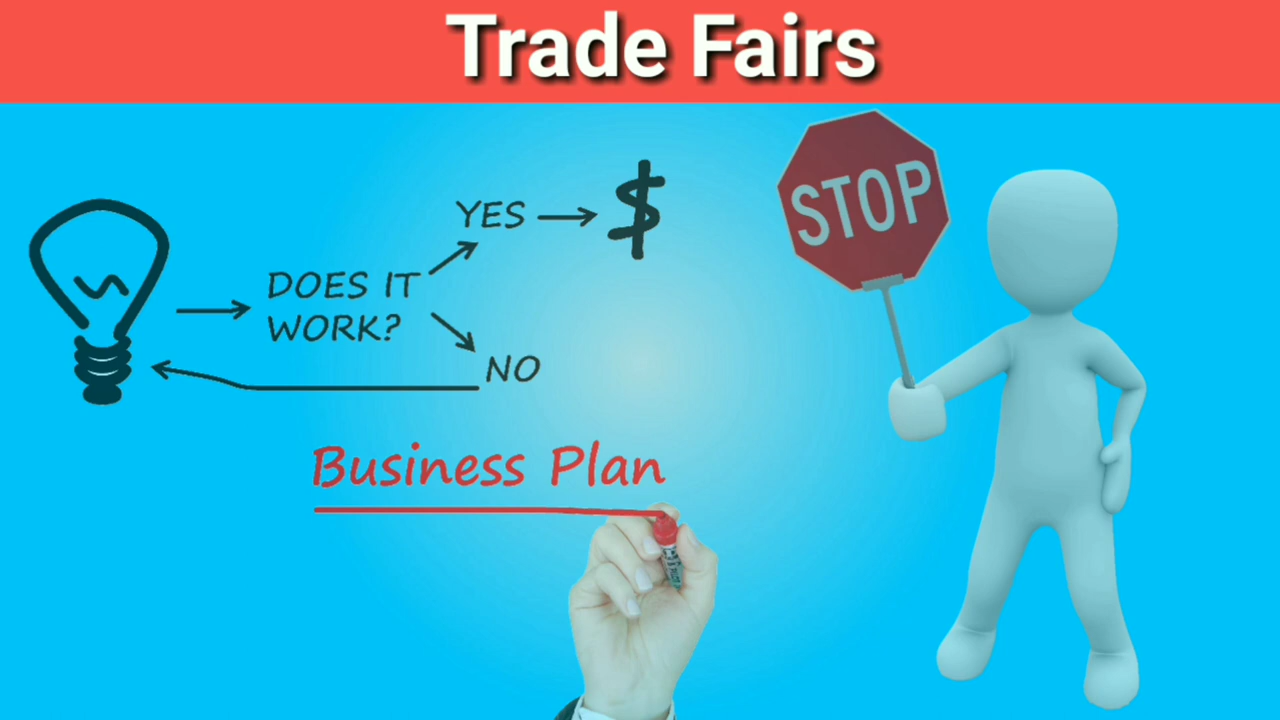 Trade Fairs
STOP
YES
$
DOES IT
WORK?
NO
Business Plan